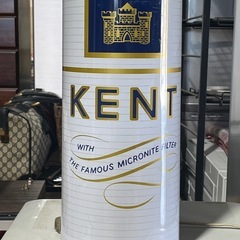 KENT
WITH
THE FAMOUS MICRONITE FILTER